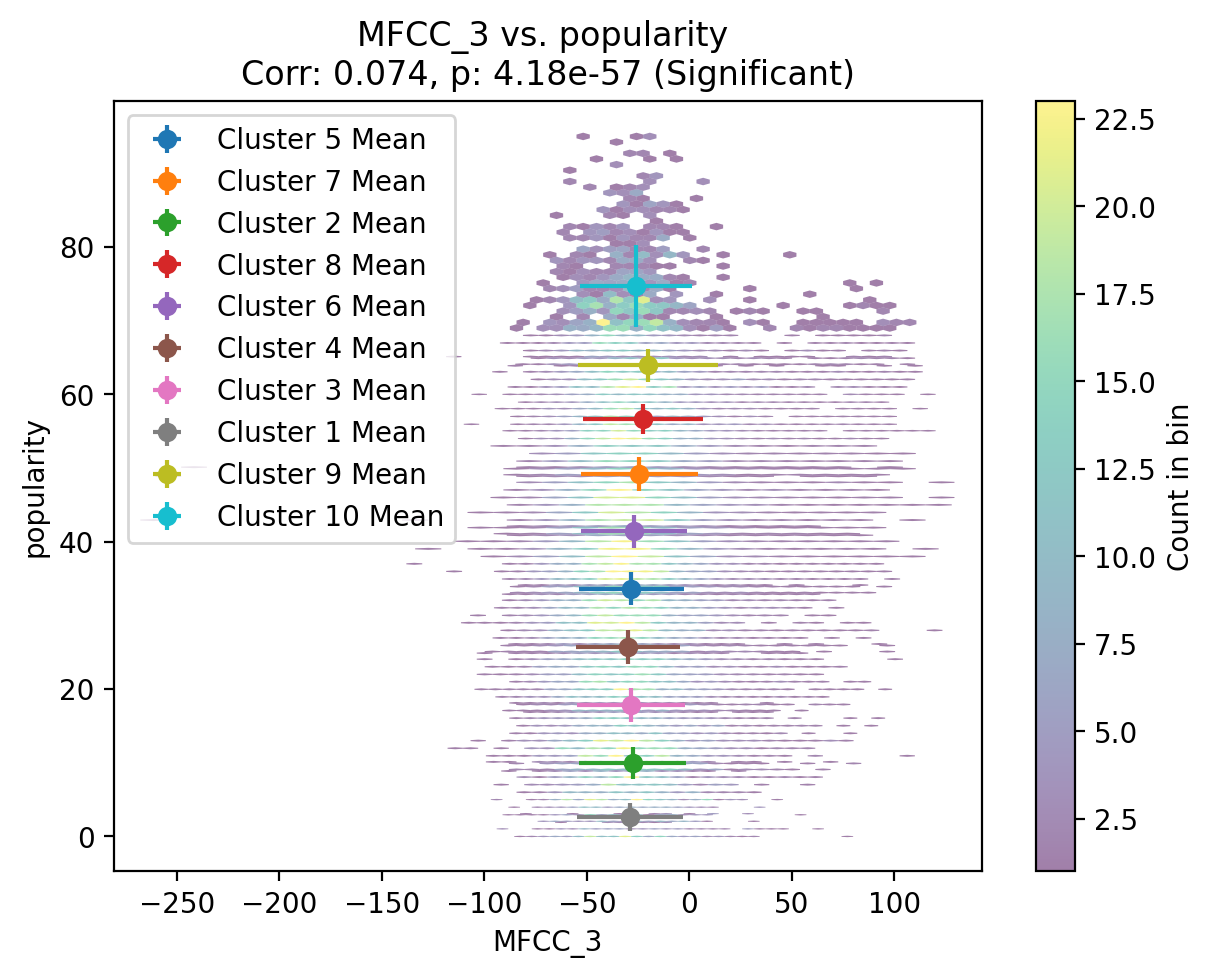 MFCC_3 vs. popularity
Corr: 0.074, p: 4.18e-57 (Significant)
Cluster 5 Mean
Cluster 7 Mean
Cluster 2 Mean
Cluster 8 Mean
Cluster 6 Mean
Cluster 4 Mean
Cluster 3 Mean
Cluster 1 Mean
Cluster 9 Mean
Cluster 10 Mean
popularity
80
60
40
20
0
−250
−200
−150
−100
−50
0
50
100
MFCC_3
22.5
20.0
17.5
15.0
12.5
10.0
7.5
5.0
2.5
Count in bin